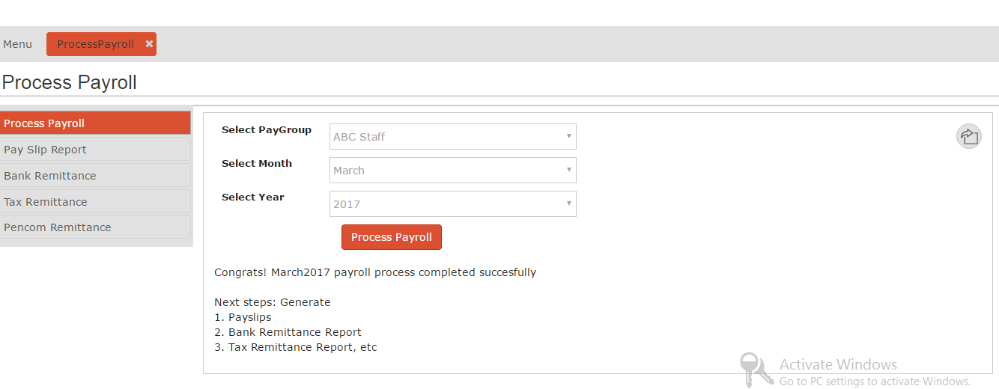 Menu ProcessPayroll ✖
Process Payroll
Process Payroll
Pay Slip Report
Bank Remittance
Tax Remittance
Pencom Remittance
Select PayGroup ABC Staff
Select Month March
Select Year 2017
Process Payroll
Congrats! March2017 payroll process completed succesfully
Next steps: Generate
1. Payslips
2. Bank Remittance Report
3. Tax Remittance Report, etc
Activate Windows
Go to PC settings to activate Windows.